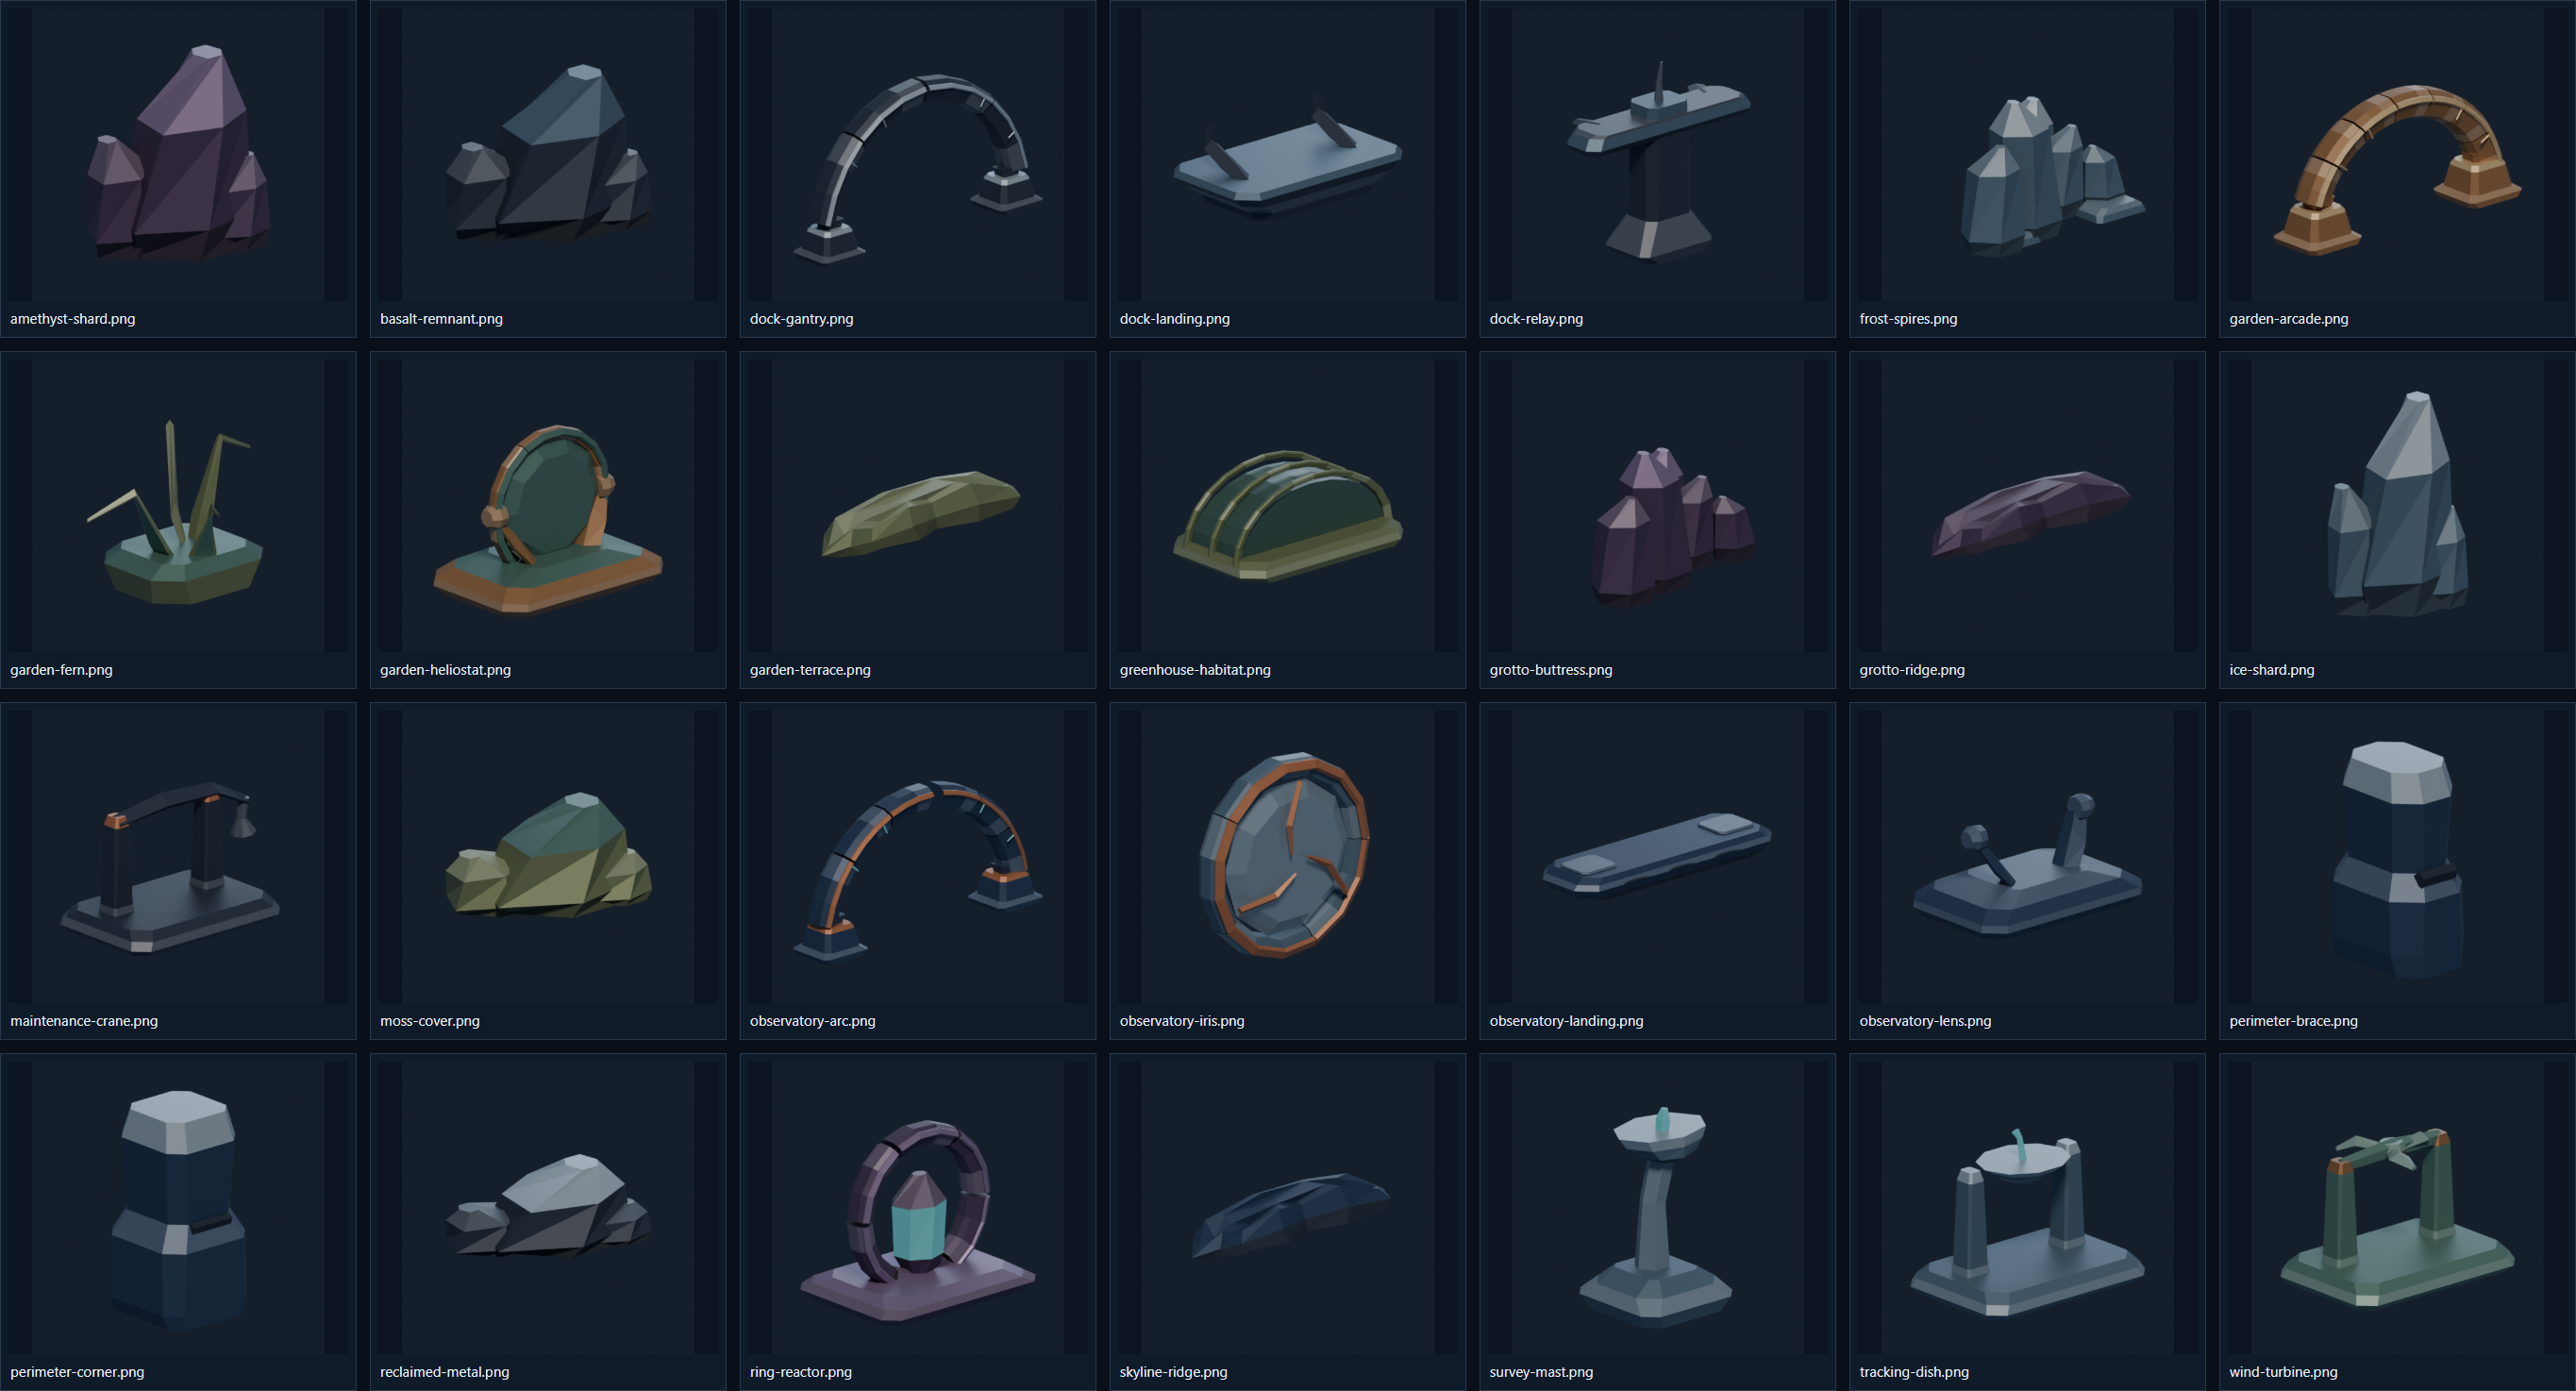 amethyst-shard.png
basalt-remnant.png
dock-gantry.png
dock-landing.png
dock-relay.png
frost-spires.png
garden-arcade.png
garden-fern.png
garden-heliostat.png
garden-terrace.png
greenhouse-habitat.png
grotto-buttress.png
grotto-ridge.png
ice-shard.png
maintenance-crane.png
moss-cover.png
observatory-arc.png
observatory-iris.png
observatory-landing.png
observatory-lens.png
perimeter-brace.png
perimeter-corner.png
reclaimed-metal.png
ring-reactor.png
skyline-ridge.png
survey-mast.png
tracking-dish.png
wind-turbine.png